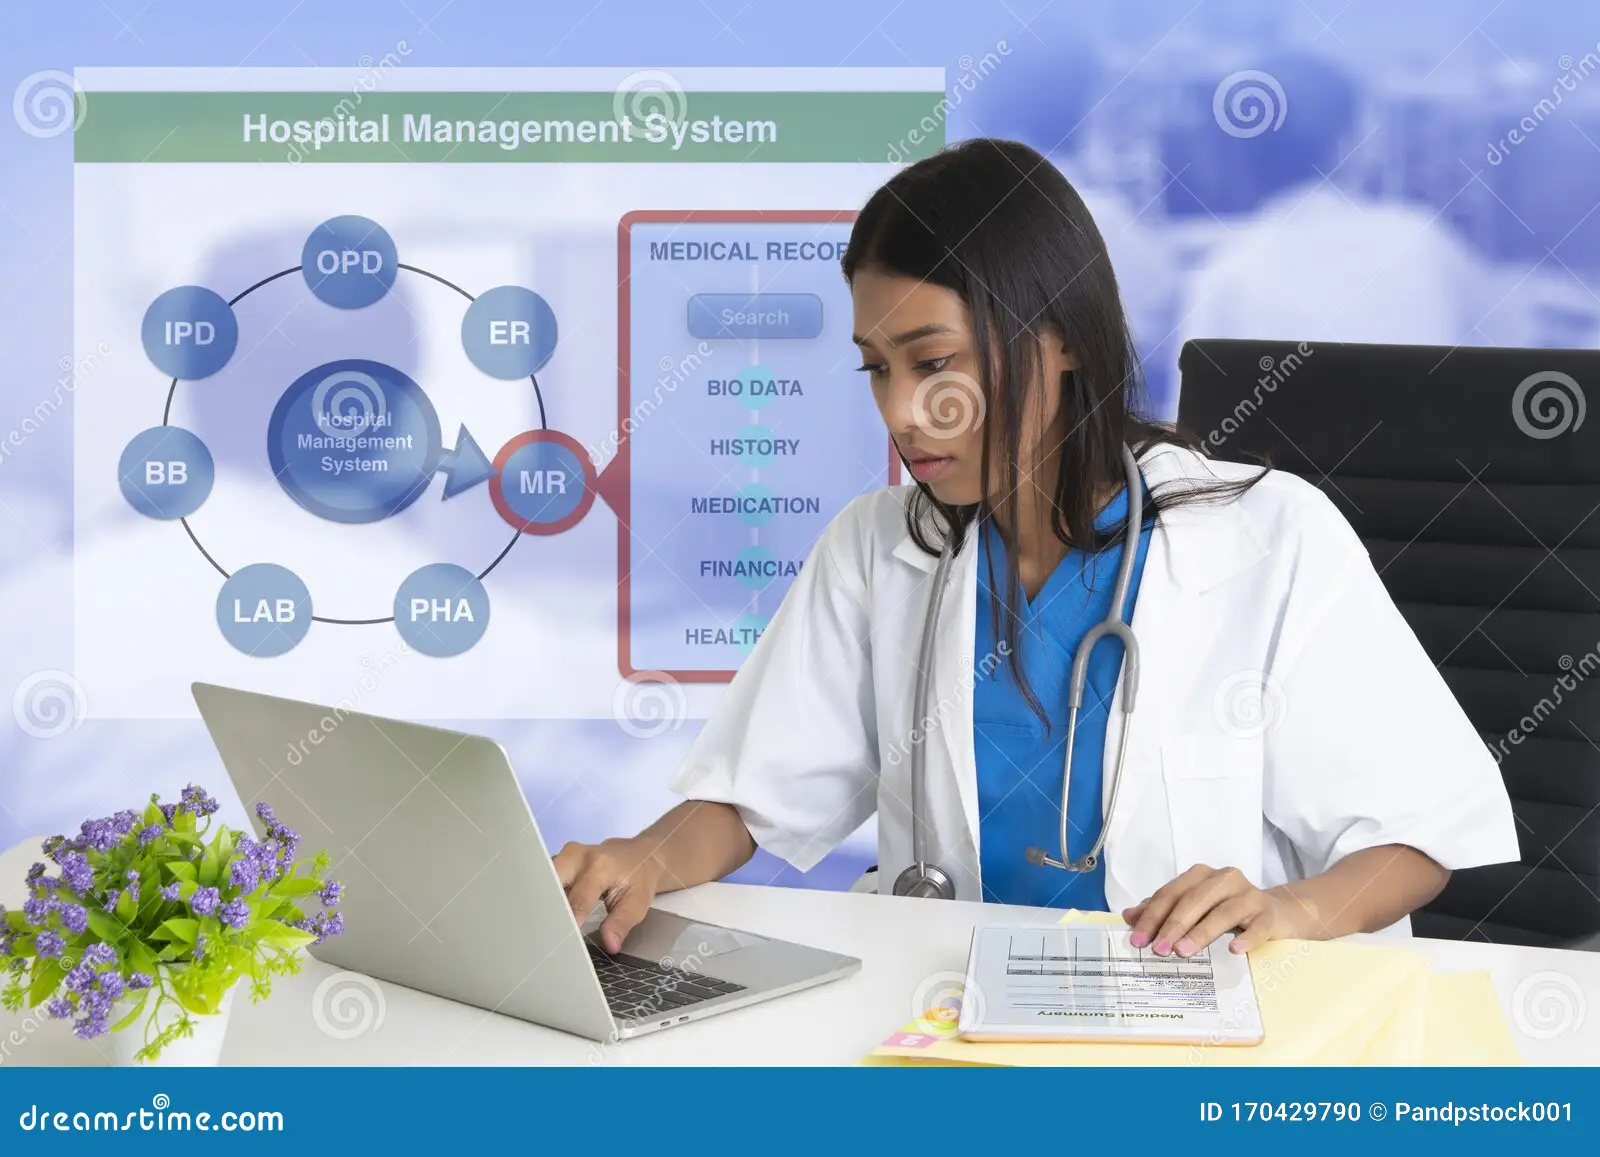 Hospital Management System
OPD
IPD
ER
Hospital
Management
System
BB
MR
LAB
PHA
MEDICAL RECOR
Search
BIO DATA
HISTORY
MEDICATION
FINANCIAL
HEALTH
Medical Summary
dreamstime.com
ID 170429790 © Pandpstock001